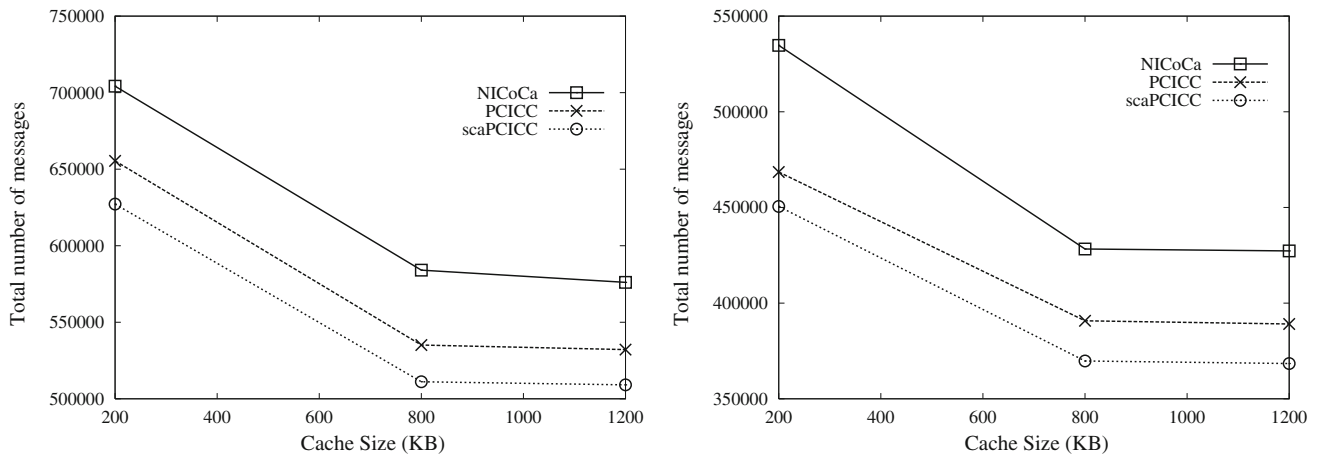 750000
700000
650000
600000
550000
500000
200
400
600
800
1000
1200
Total number of messages
Cache Size (KB)
NICoCa
PCICC
scaPCICC
550000
500000
450000
400000
350000
200
400
600
800
1000
1200
Total number of messages
Cache Size (KB)
NICoCa
PCICC
scaPCICC